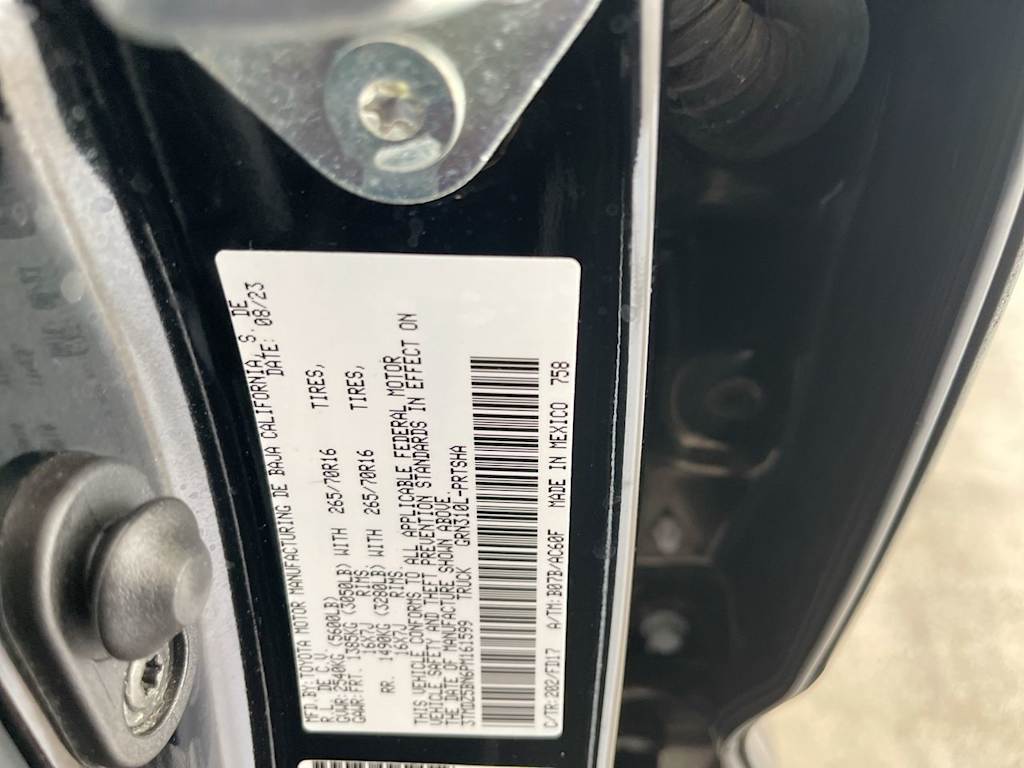 MFD.BY:TOYOTA MOTOR MANUFACTURING DE BAJA CALIFORNIA, S. DE
R.L. DE C.V. DATE: 08/23
GVWR:2540KG (5600LB)
GAWR:FRT. 1385KG (3050LB) WITH 265/70R16 TIRES,
16X7J RIMS
RR. 1490KG (3280LB) WITH 265/70R16 TIRES,
16X7J RIMS
THIS VEHICLE CONFORMS TO ALL APPLICABLE FEDERAL MOTOR
VEHICLE SAFETY AND THEFT PREVENTION STANDARDS IN EFFECT ON
THE DATE OF MANUFACTURE SHOWN ABOVE.
3TMDZ5BN6PM161599 TRUCK GRN310L-PRTSHA
C/TR:202/FD17 A/TM: B07B/AC60F MADE IN MEXICO 758